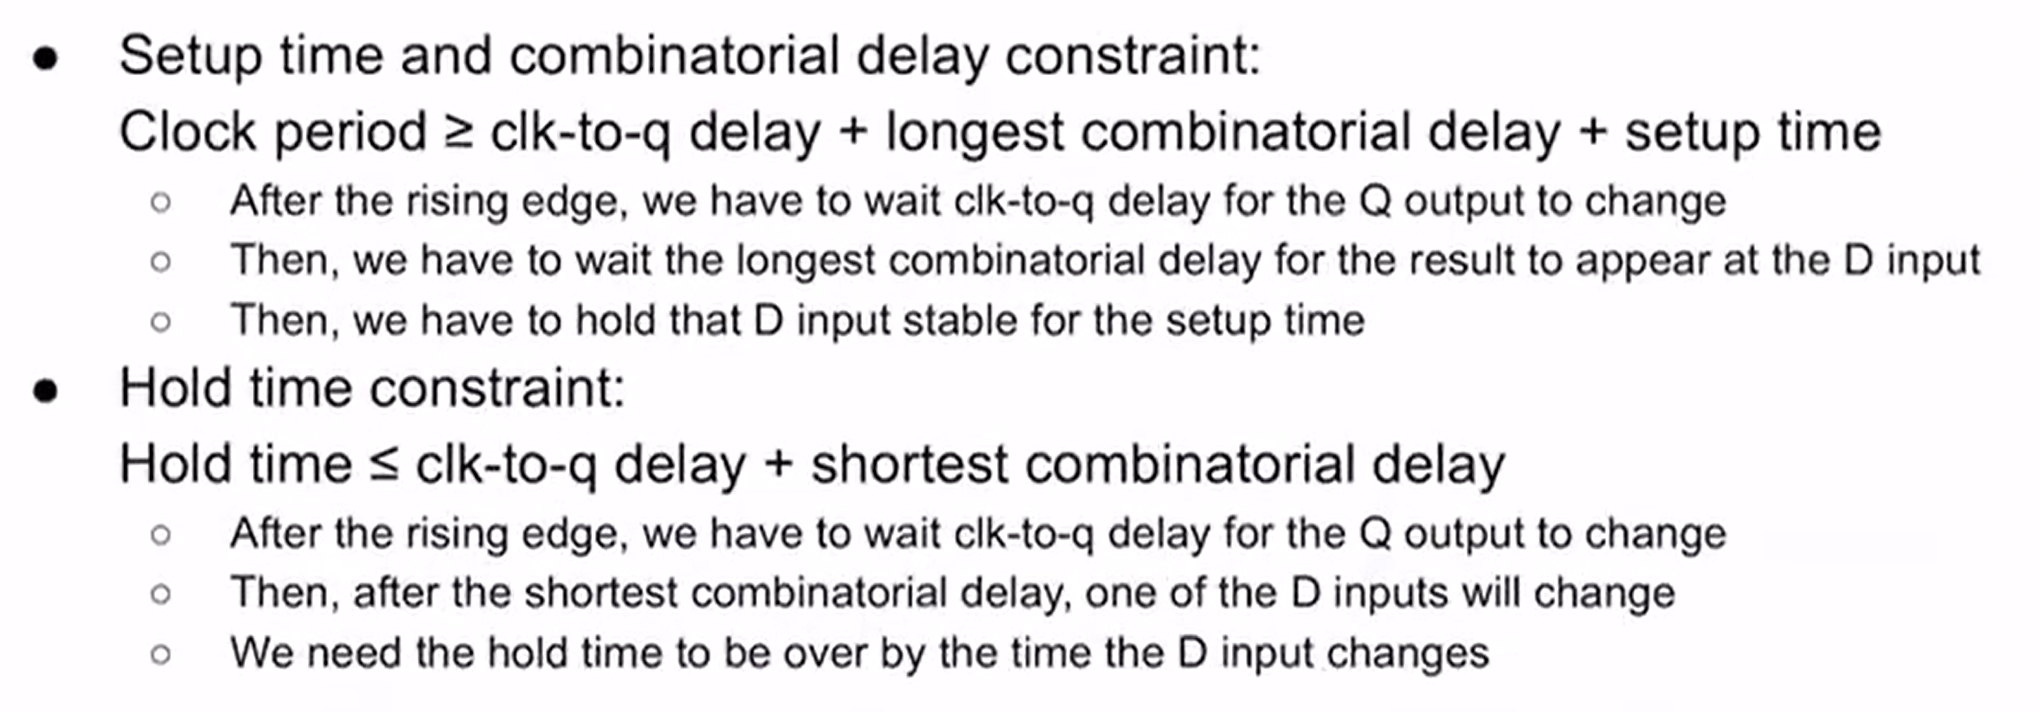 ● Setup time and combinatorial delay constraint:
Clock period ≥ clk-to-q delay + longest combinatorial delay + setup time
○ After the rising edge, we have to wait clk-to-q delay for the Q output to change
○ Then, we have to wait the longest combinatorial delay for the result to appear at the D input
○ Then, we have to hold that D input stable for the setup time
● Hold time constraint:
Hold time ≤ clk-to-q delay + shortest combinatorial delay
○ After the rising edge, we have to wait clk-to-q delay for the Q output to change
○ Then, after the shortest combinatorial delay, one of the D inputs will change
○ We need the hold time to be over by the time the D input changes